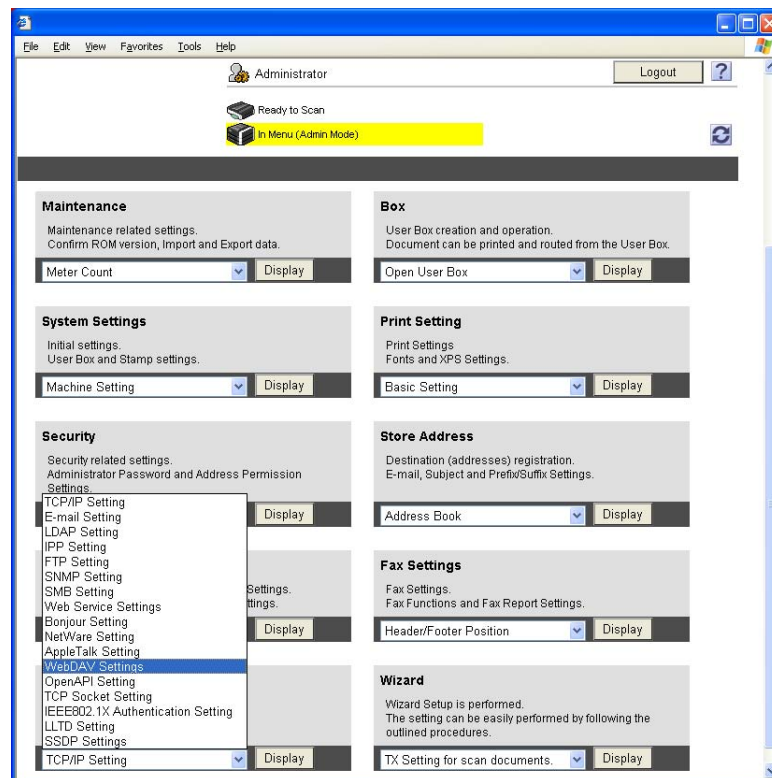 File Edit View Favorites Tools Help
Administrator
Logout
?
Ready to Scan
In Menu (Admin Mode)
Maintenance
Maintenance related settings.
Confirm ROM version, Import and Export data.
Meter Count
Display
Box
User Box creation and operation.
Document can be printed and routed from the User Box.
Open User Box
Display
System Settings
Initial settings.
User Box and Stamp settings.
Machine Setting
Display
Print Setting
Print Settings
Fonts and XPS Settings.
Basic Setting
Display
Security
Security related settings.
Administrator Password and Address Permission
Settings.
Display
Store Address
Destination (addresses) registration.
E-mail, Subject and Prefix/Suffix Settings.
Address Book
Display
TCP/IP Setting
E-mail Setting
LDAP Setting
IPP Setting
FTP Setting
SNMP Setting
SMB Setting
Web Service Settings
Bonjour Setting
NetWare Setting
AppleTalk Setting
WebDAV Settings
OpenAPI Setting
TCP Socket Setting
IEEE802.1X Authentication Setting
LLTD Setting
SSDP Settings
Settings.
ttings.
Display
Fax Settings
Fax Settings.
Fax Functions and Fax Report Settings.
Header/Footer Position
Display
TCP/IP Setting
Display
Wizard
Wizard Setup is performed.
The setting can be easily performed by following the
outlined procedures.
TX Setting for scan documents.
Display